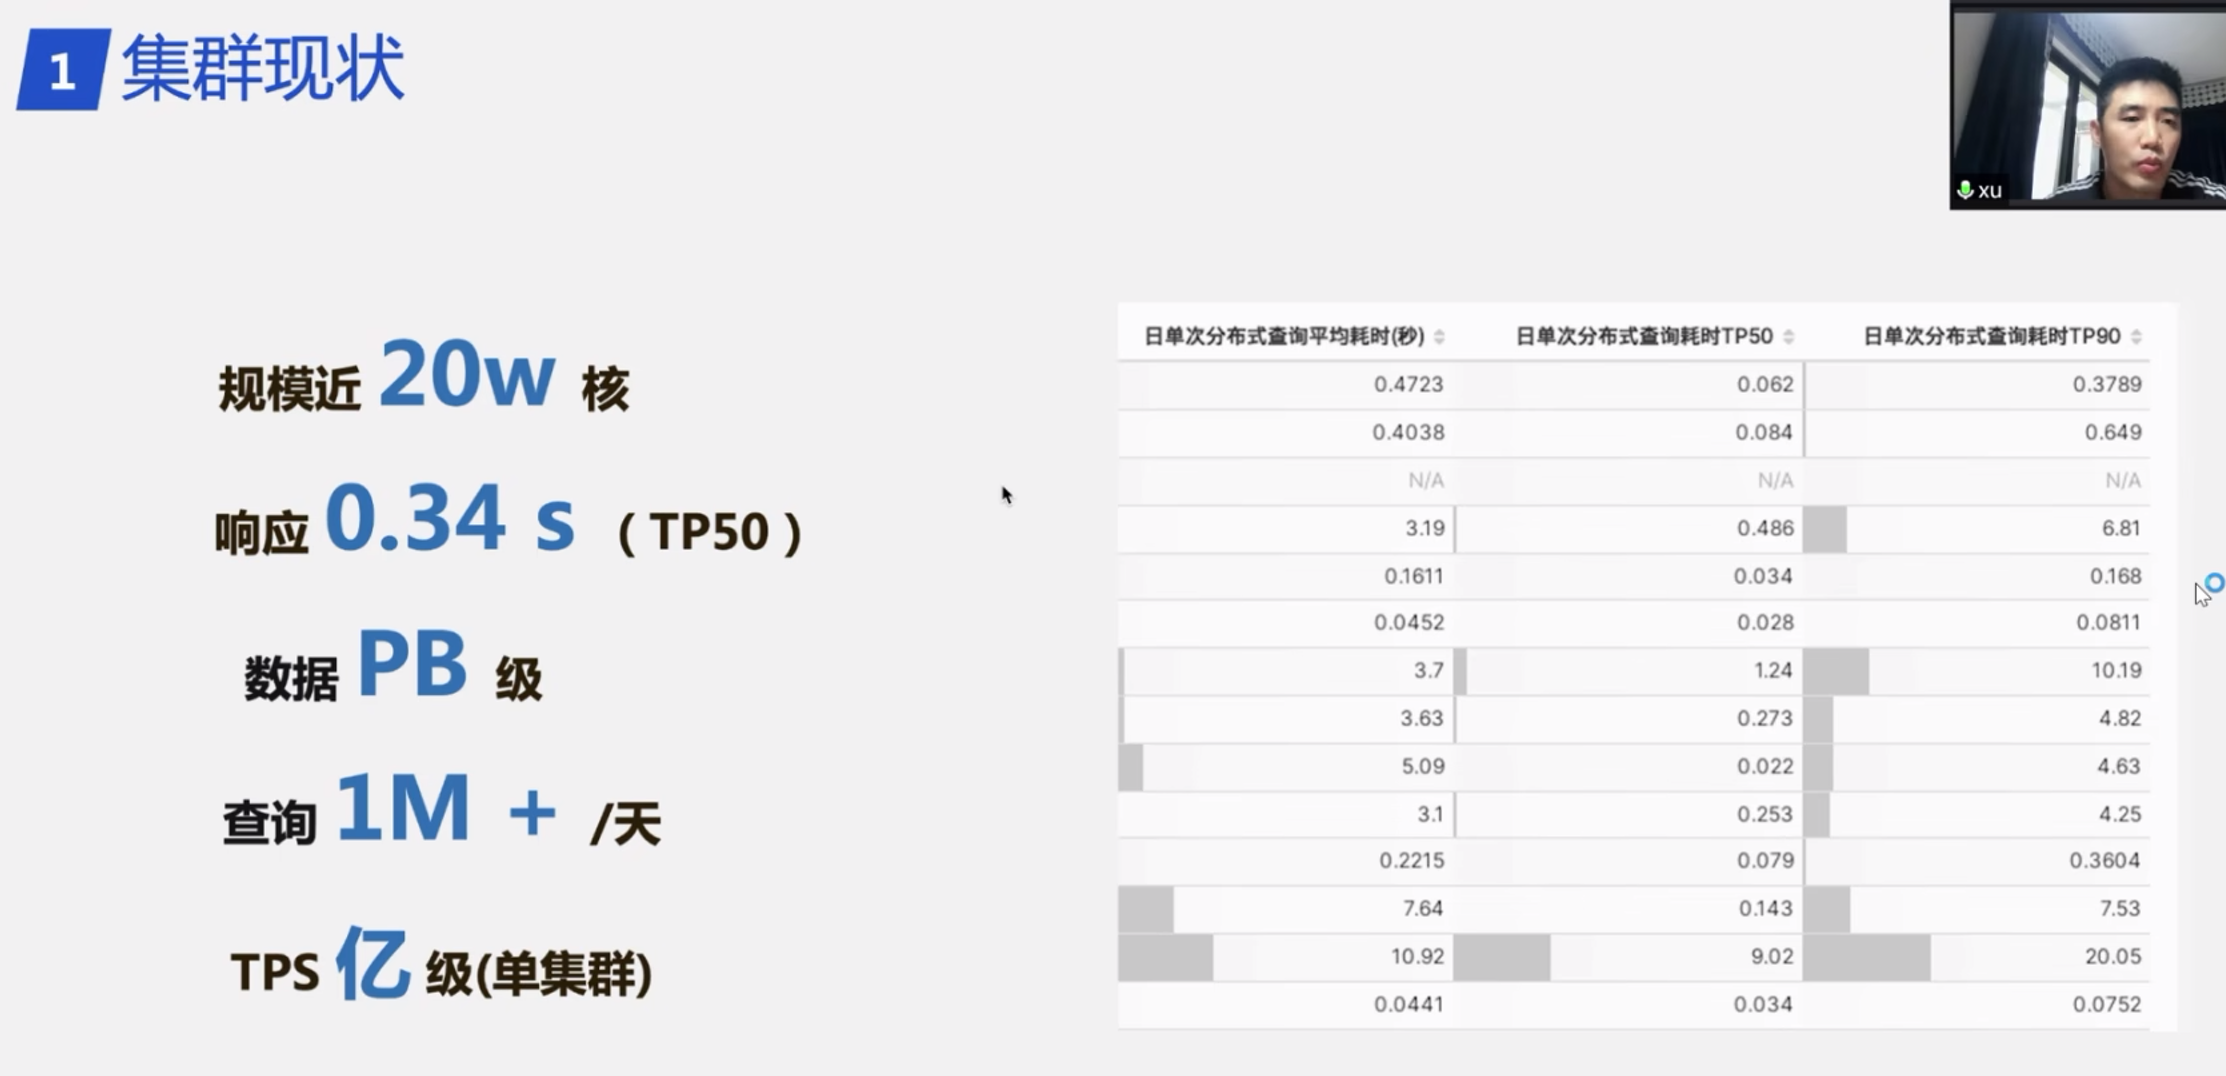 1 集群现状
xu
规模近 20w 核
响应 0.34 s （TP50）
数据 PB 级
查询 1M + /天
TPS 亿 级(单集群)
日单次分布式查询平均耗时(秒) 日单次分布式查询耗时TP50 日单次分布式查询耗时TP90
0.4723 0.062 0.3789
0.4038 0.084 0.649
N/A N/A N/A
3.19 0.486 6.81
0.1611 0.034 0.168
0.0452 0.028 0.0811
3.7 1.24 10.19
3.63 0.273 4.82
5.09 0.022 4.63
3.1 0.253 4.25
0.2215 0.079 0.3604
7.64 0.143 7.53
10.92 9.02 20.05
0.0441 0.034 0.0752